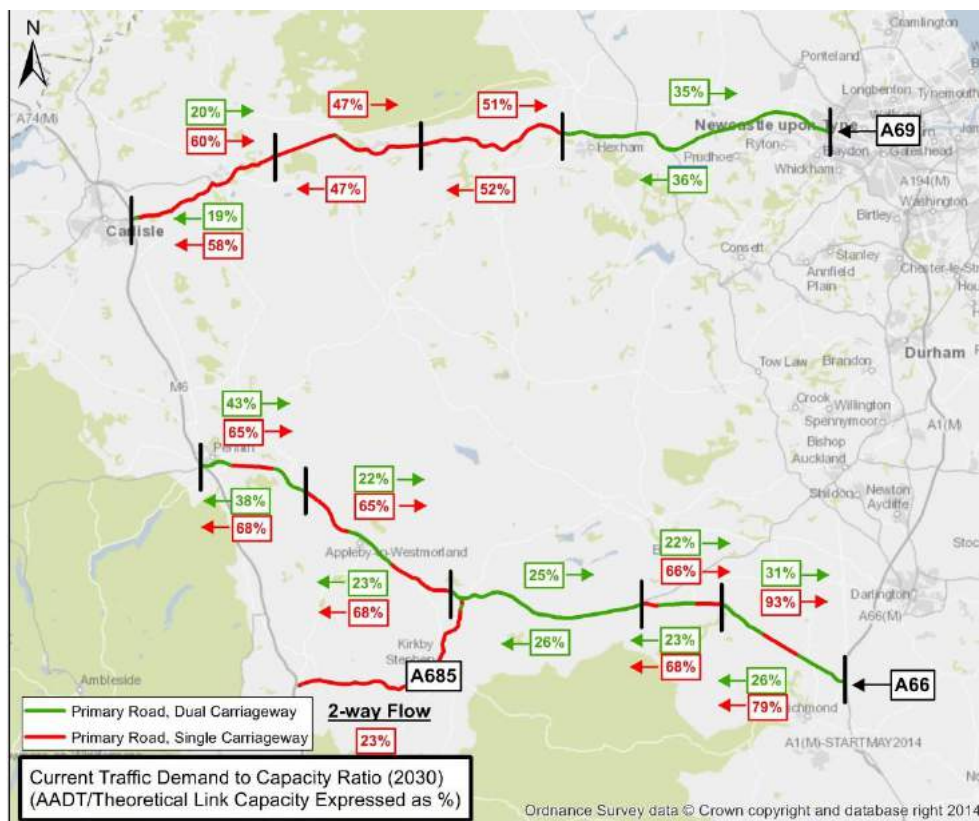 N
Cramlington
Ponteland
Longbenton
Tynemouth
A74(M)
20%
47%
51%
35%
Newcastle upon Tyne
A69
60%
Hexham
Ryton
Prudhoe
Blaydon
Gateshead
Whickham
47%
52%
36%
A194(M)
Washington
Birtley
19%
Carlisle
58%
Consett
Stanley
Annfield
Plain
Chester-le-St
Hou
Durham
M6
Tow Law
Brandon
Crook
Willington
Spennymoor
A1(M)
Bishop
Auckland
43%
65%
Penrith
22%
65%
38%
68%
Shildon
Newton
Aycliffe
Stoc
Appleby-in-Westmorland
22%
66%
25%
31%
93%
Darlington
A66(M)
23%
68%
26%
23%
68%
Kirkby
Stephen
A685
26%
79%
A66
Richmond
Ambleside
Primary Road, Dual Carriageway
Primary Road, Single Carriageway
2-way Flow
23%
A1(M)-STARTMAY2014
Current Traffic Demand to Capacity Ratio (2030)
(AADT/Theoretical Link Capacity Expressed as %)
Ordnance Survey data © Crown copyright and database right 2014